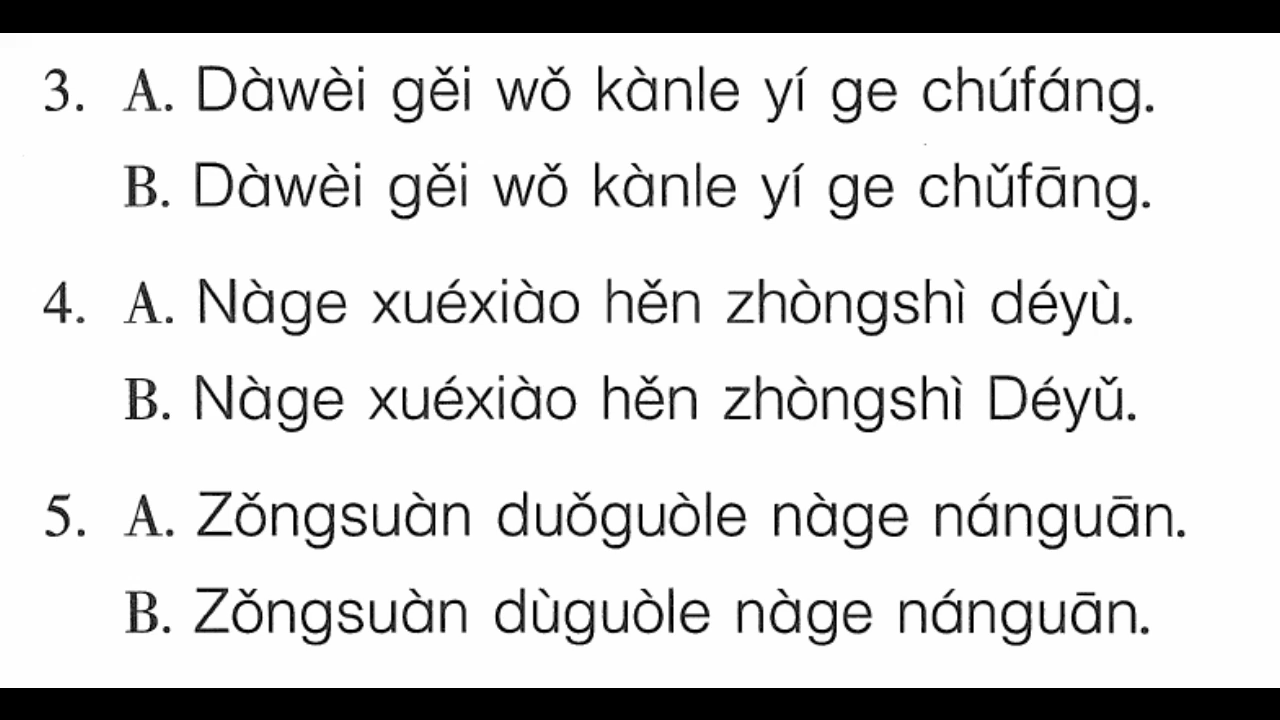 3. A. Dàwèi gěi wǒ kànle yí ge chúfáng.
B. Dàwèi gěi wǒ kànle yí ge chǔfāng.
4. A. Nàge xuéxiào hěn zhòngshì déyù.
B. Nàge xuéxiào hěn zhòngshì Déyǔ.
5. A. Zǒngsuàn duǒguòle nàge nánguān.
B. Zǒngsuàn dùguòle nàge nánguān.